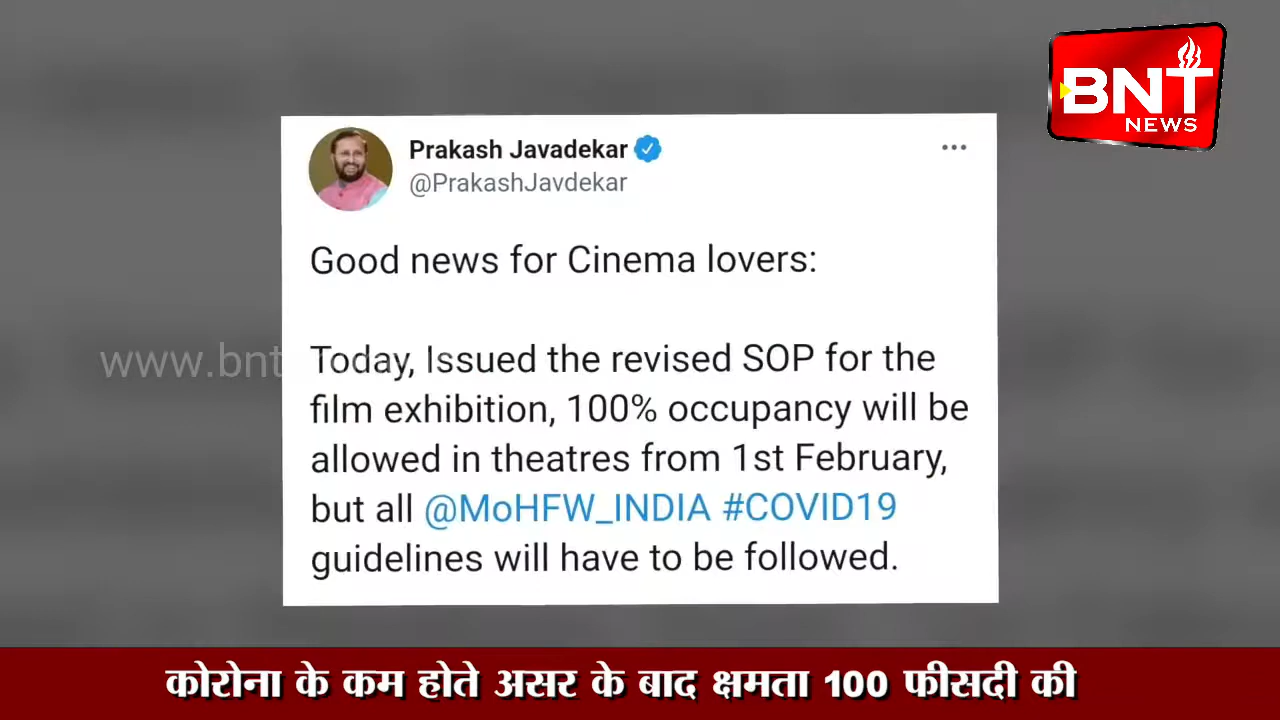 BNT
NEWS
Prakash Javadekar
@PrakashJavdekar
Good news for Cinema lovers:
Today, Issued the revised SOP for the
film exhibition, 100% occupancy will be
allowed in theatres from 1st February,
but all @MoHFW_INDIA #COVID19
guidelines will have to be followed.
www.bnt
कोरोना के कम होते असर के बाद क्षमता 100 फीसदी की